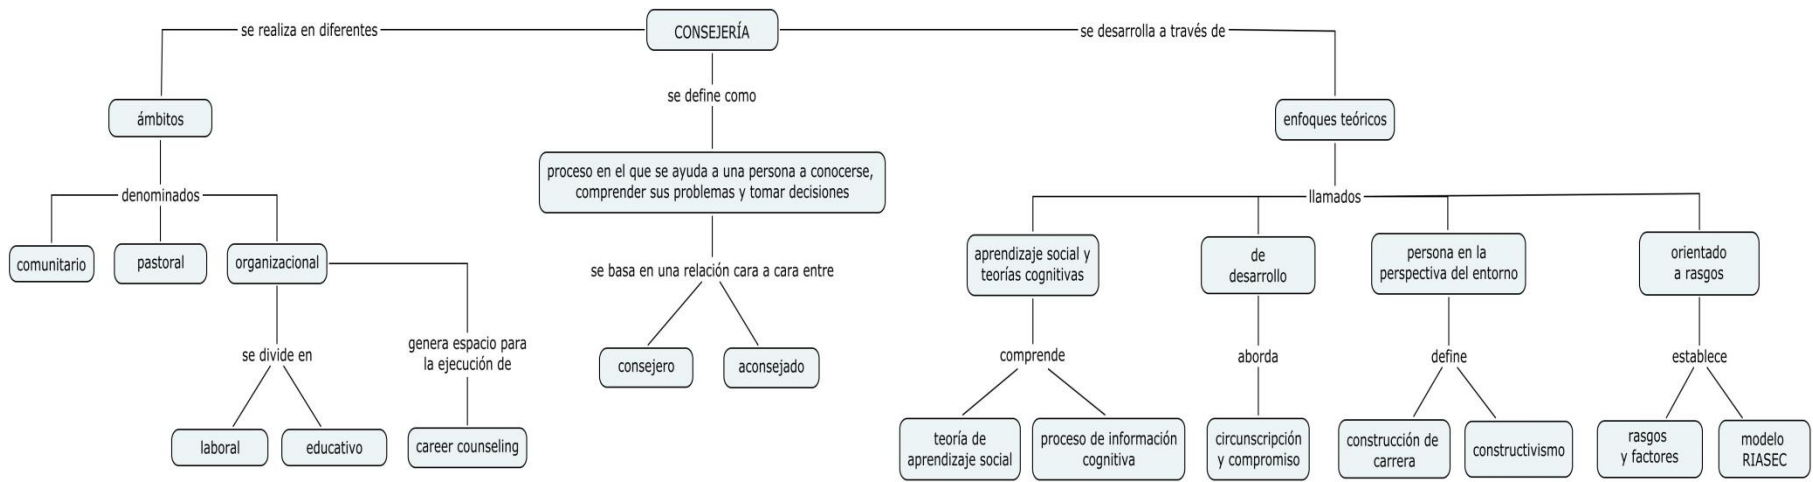 CONSEJERÍA
se realiza en diferentes
se define como
se desarrolla a través de
ámbitos
denominados
comunitario
pastoral
organizacional
se divide en
laboral
educativo
genera espacio para
la ejecución de
career counseling
proceso en el que se ayuda a una persona a conocerse,
comprender sus problemas y tomar decisiones
se basa en una relación cara a cara entre
consejero
aconsejado
enfoques teóricos
llamados
aprendizaje social y
teorías cognitivas
comprende
teoría de
aprendizaje social
proceso de información
cognitiva
de
desarrollo
aborda
circunscripción
y compromiso
persona en la
perspectiva del entorno
define
construcción de
carrera
constructivismo
orientado
a rasgos
establece
rasgos
y factores
modelo
RIASEC